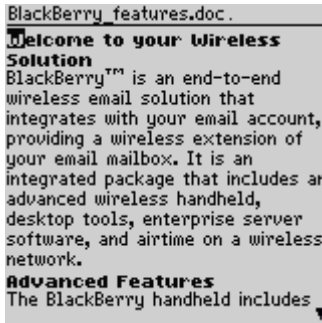 BlackBerry_features.doc.
Welcome to your Wireless
Solution
BlackBerry™ is an end-to-end
wireless email solution that
integrates with your email account,
providing a wireless extension of
your email mailbox. It is an
integrated package that includes an
advanced wireless handheld,
desktop tools, enterprise server
software, and airtime on a wireless
network.
Advanced Features
The BlackBerry handheld includes